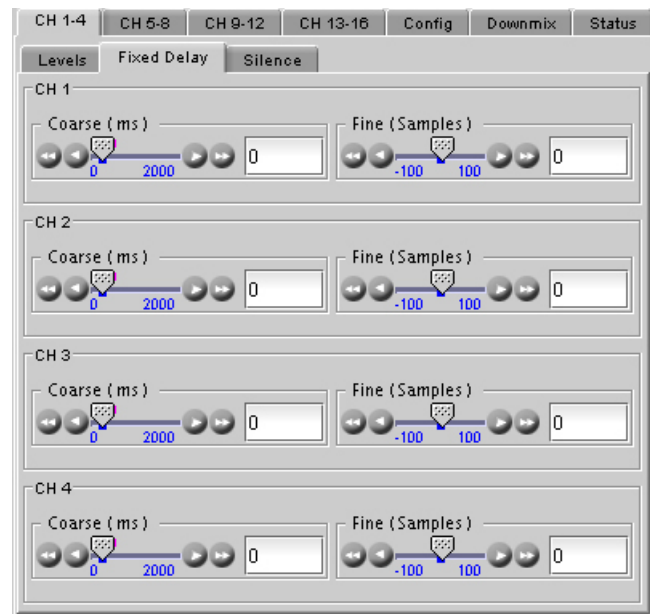 CH 1-4 CH 5-8 CH 9-12 CH 13-16 Config Downmix Status
Levels Fixed Delay Silence
CH 1
Coarse (ms) Fine (Samples)
0 0
0 2000 -100 100
CH 2
Coarse (ms) Fine (Samples)
0 0
0 2000 -100 100
CH 3
Coarse (ms) Fine (Samples)
0 0
0 2000 -100 100
CH 4
Coarse (ms) Fine (Samples)
0 0
0 2000 -100 100